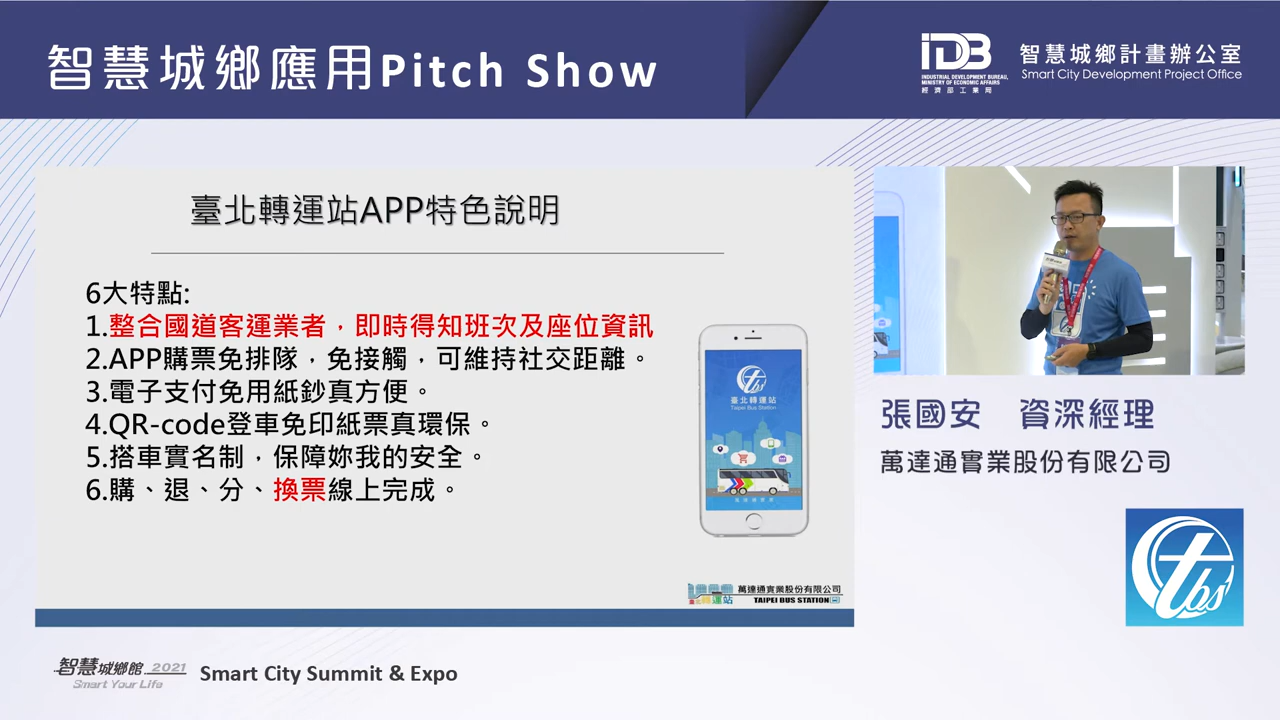 智慧城鄉應用Pitch Show
iDB
INDUSTRIAL DEVELOPMENT BUREAU,
MINISTRY OF ECONOMIC AFFAIRS
經濟部工業局
智慧城鄉計畫辦公室
Smart City Development Project Office
臺北轉運站APP特色說明
6大特點:
1.整合國道客運業者，即時得知班次及座位資訊
2.APP購票免排隊，免接觸，可維持社交距離。
3.電子支付免用紙鈔真方便。
4.QR-code登車免印紙票真環保。
5.搭車實名制，保障妳我的安全。
6.購、退、分、換票線上完成。
tbs
臺北轉運站
Taipei Bus Station
萬達通實業股份有限公司
臺北轉運站 TAIPEI BUS STATION
張國安　資深經理
萬達通實業股份有限公司
tbs
智慧城鄉館 2021
Smart Your Life
Smart City Summit & Expo